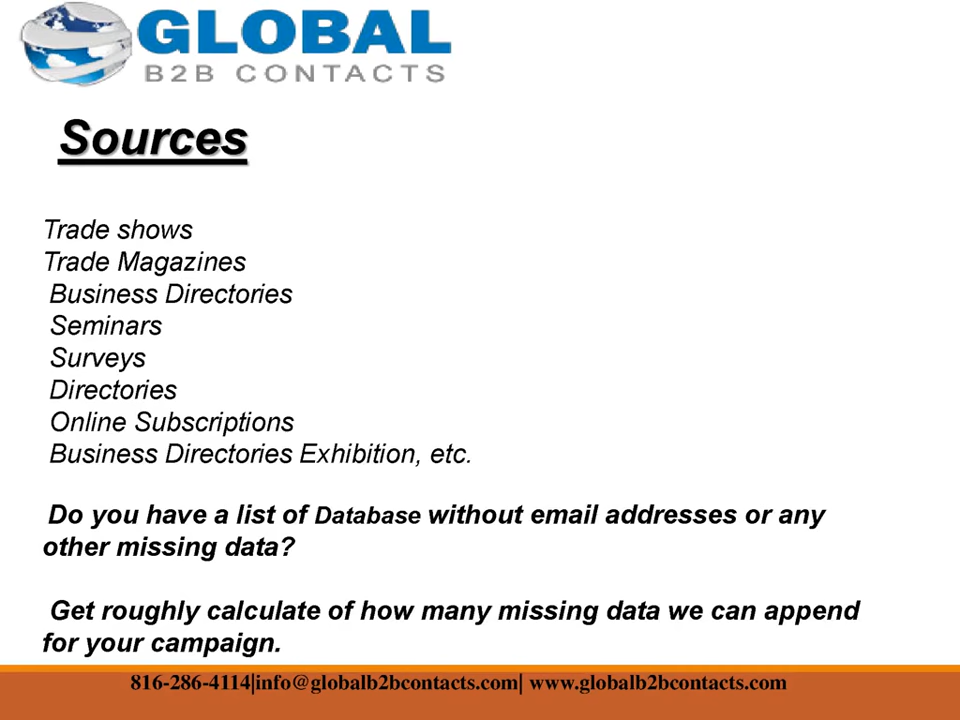 GLOBAL
B2B CONTACTS
Sources
Trade shows
Trade Magazines
Business Directories
Seminars
Surveys
Directories
Online Subscriptions
Business Directories Exhibition, etc.
Do you have a list of Database without email addresses or any
other missing data?
Get roughly calculate of how many missing data we can append
for your campaign.
816-286-4114|info@globalb2bcontacts.com| www.globalb2bcontacts.com